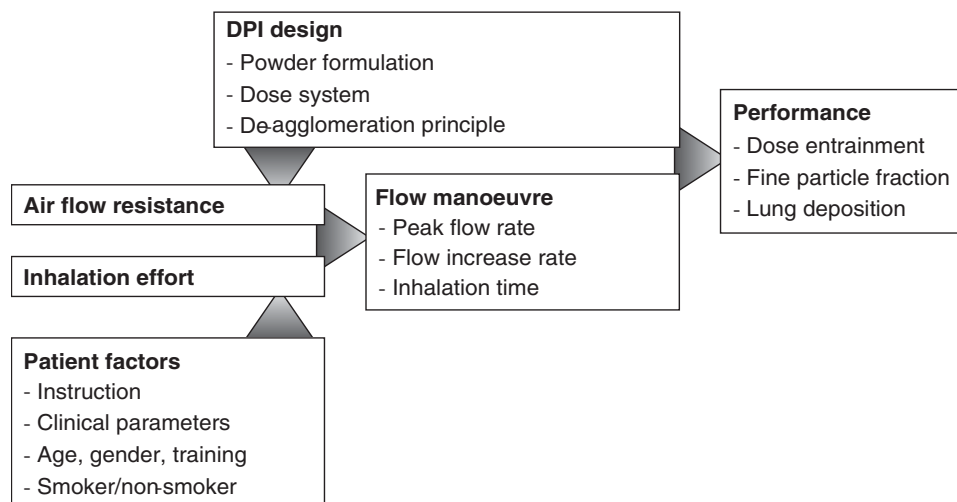 DPI design
- Powder formulation
- Dose system
- De-agglomeration principle
Air flow resistance
Inhalation effort
Patient factors
- Instruction
- Clinical parameters
- Age, gender, training
- Smoker/non-smoker
Flow manoeuvre
- Peak flow rate
- Flow increase rate
- Inhalation time
Performance
- Dose entrainment
- Fine particle fraction
- Lung deposition